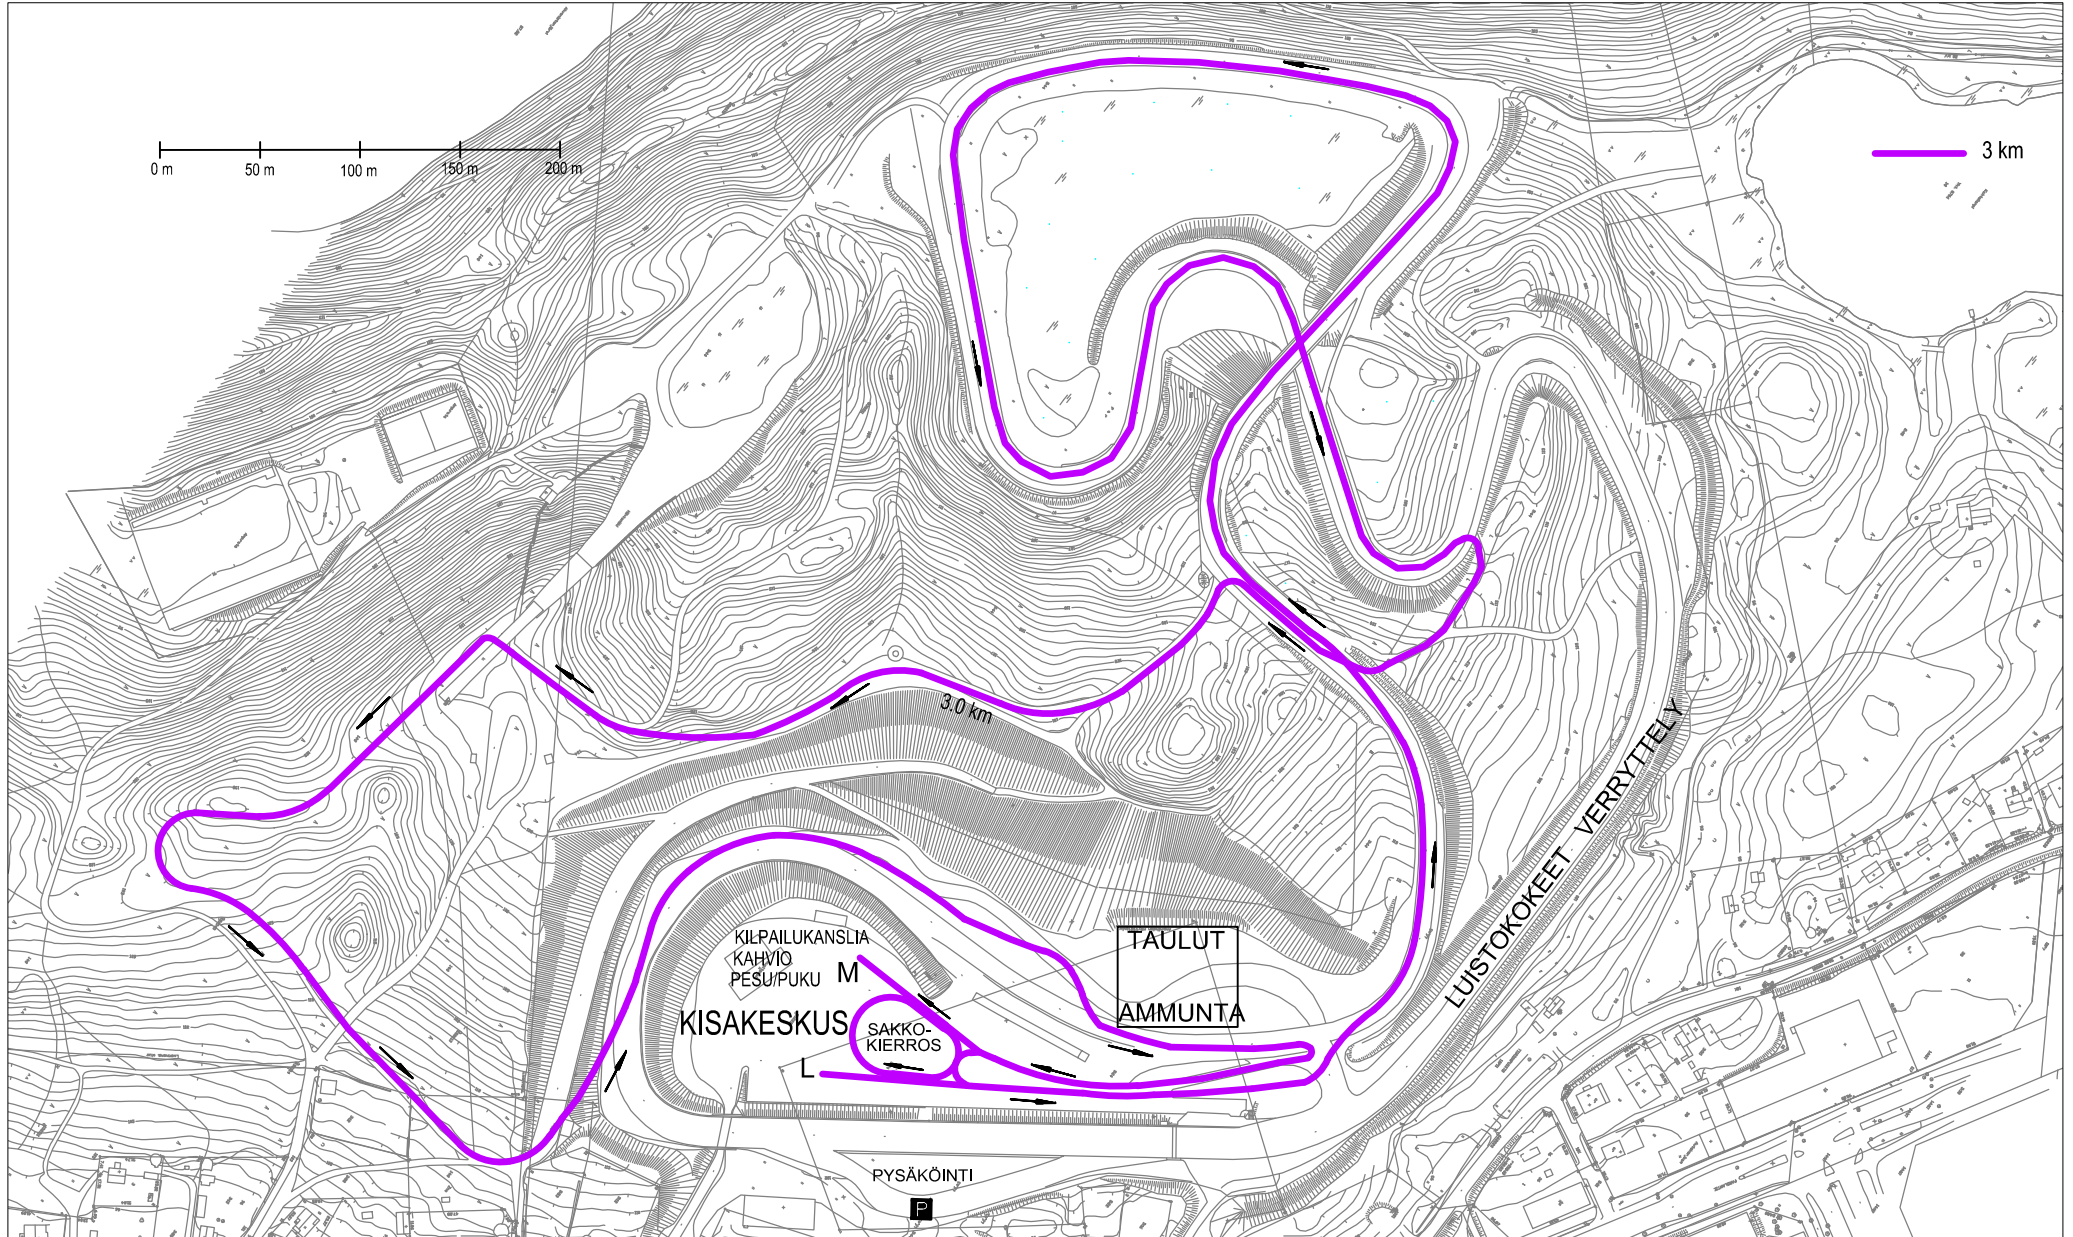 0 m
50 m
100 m
150 m
200 m
3 km
3.0 km
LUISTOKOKEET VERRYTTELY
TAULUT
AMMUNTA
KILPAILUKANSLIA
KAHVIO
PESU/PUKU
M
KISAKESKUS
SAKKO-
KIERROS
L
PYSÄKÖINTI
P